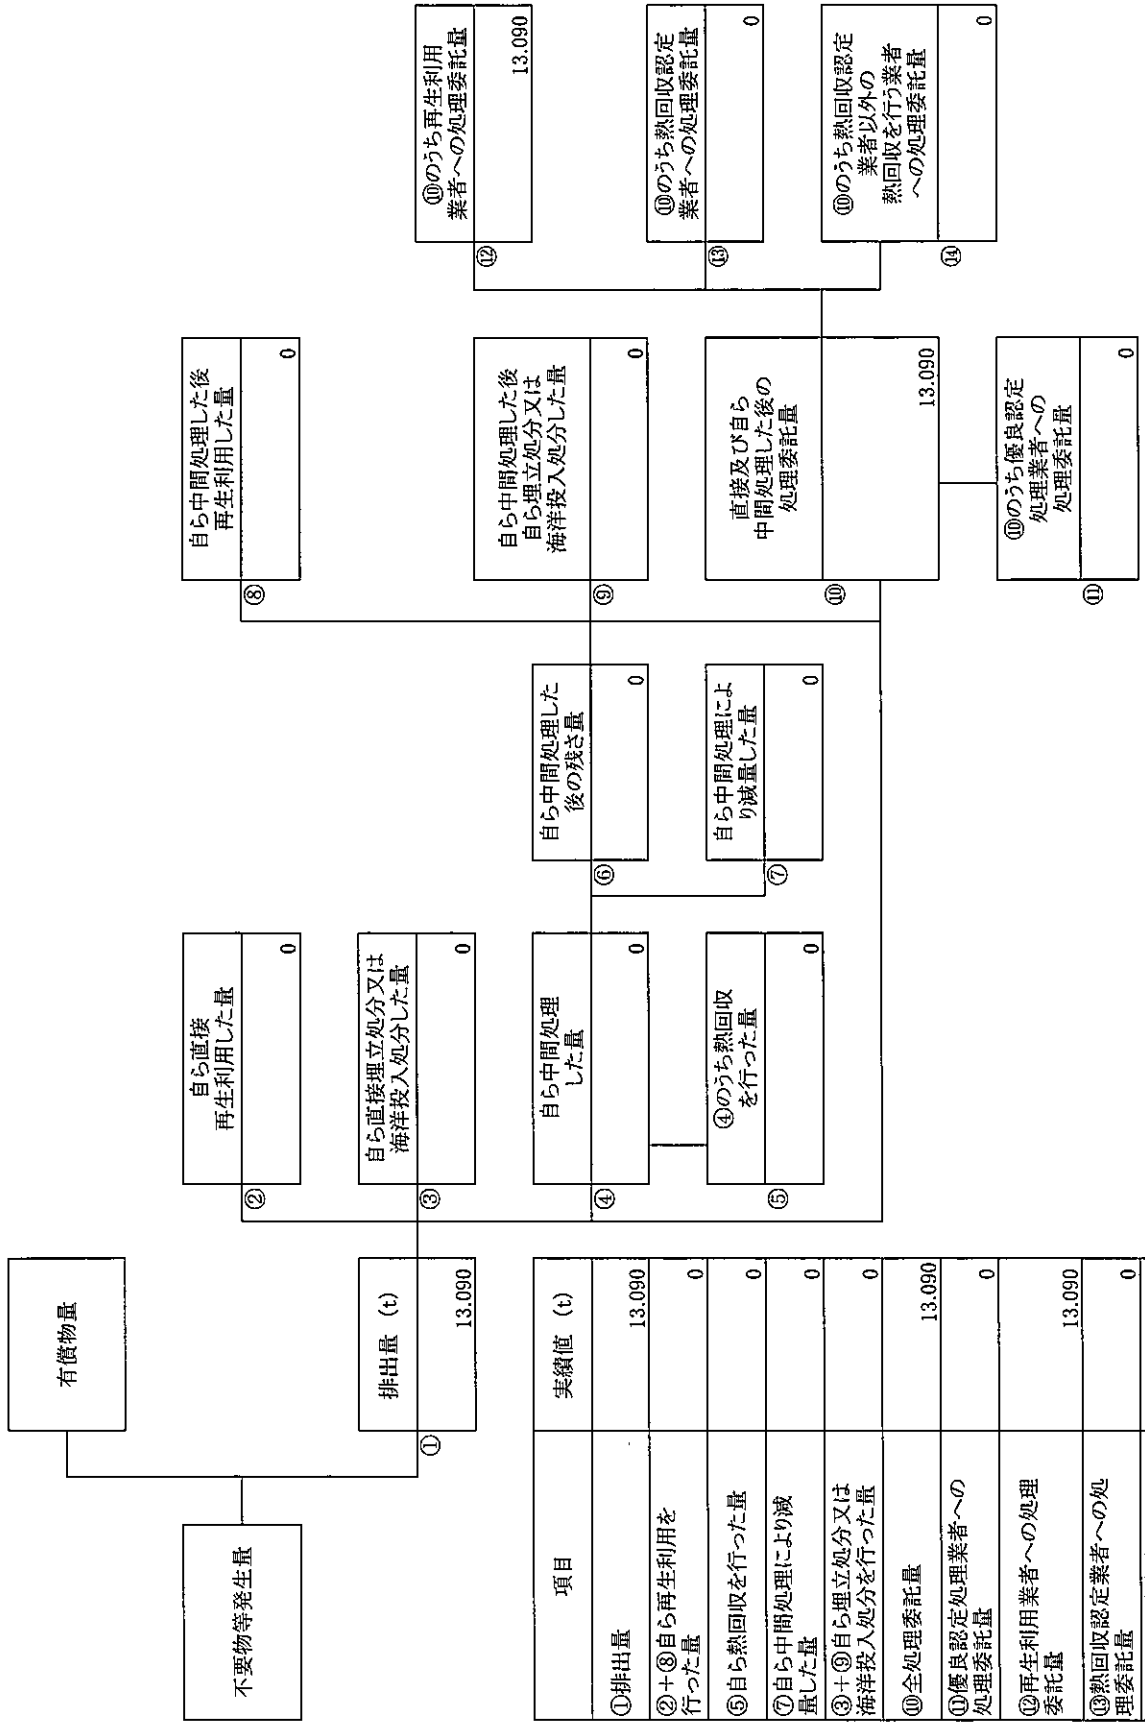 不要物等発生量
有償物量
①
排出量 (t)
13.090
②
自ら直接
再生利用した量
0
③
自ら直接埋立処分又は
海洋投入処分した量
0
④
自ら中間処理
した量
0
⑤
④のうち熱回収
を行った量
0
⑥
自ら中間処理した
後の残さ量
0
⑦
自ら中間処理によ
り減量した量
0
⑧
自ら中間処理した後
再生利用した量
0
⑨
自ら中間処理した後
自ら埋立処分又は
海洋投入処分した量
0
⑩
直接及び自ら
中間処理した後の
処理委託量
13.090
⑪
⑩のうち優良認定
処理業者への
処理委託量
0
⑫
⑩のうち再生利用
業者への処理委託量
13.090
⑬
⑩のうち熱回収認定
業者への処理委託量
0
⑭
⑩のうち熱回収認定
業者以外の
熱回収を行う業者
への処理委託量
0
項目 実績値 (t)
①排出量 13.090
②+⑧自ら再生利用を
行った量 0
⑤自ら熱回収を行った量 0
⑦自ら中間処理により減
量した量 0
③+⑨自ら埋立処分又は
海洋投入処分を行った量 0
⑩全処理委託量 13.090
⑪優良認定処理業者への
処理委託量 0
⑫再生利用業者への処理
委託量 13.090
⑬熱回収認定業者への処
理委託量 0